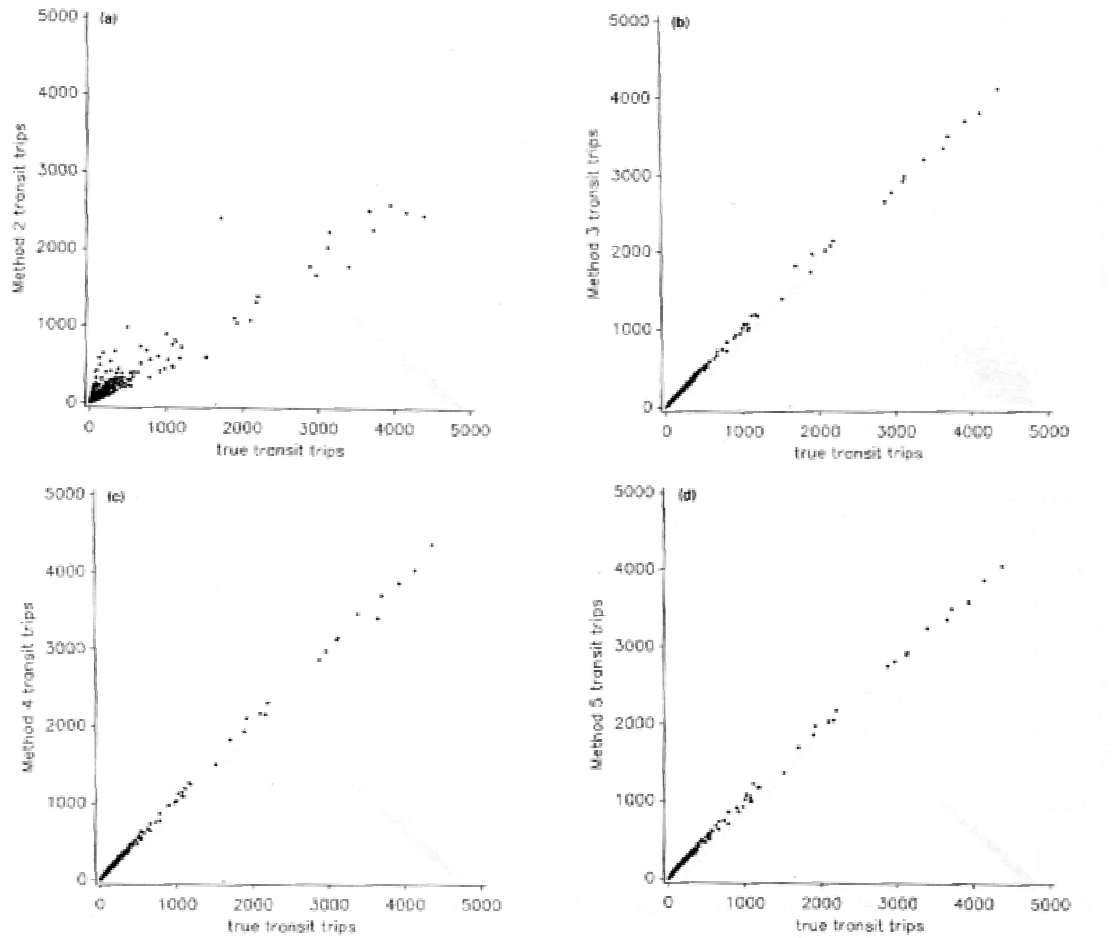 (a)
5000
4000
3000
2000
1000
0
Method 2 transit trips
0 1000 2000 3000 4000 5000
true transit trips
(b)
5000
4000
3000
2000
1000
0
Method 3 transit trips
0 1000 2000 3000 4000 5000
true transit trips
(c)
5000
4000
3000
2000
1000
0
Method 4 transit trips
0 1000 2000 3000 4000 5000
true transit trips
(d)
5000
4000
3000
2000
1000
0
Method 5 transit trips
0 1000 2000 3000 4000 5000
true transit trips